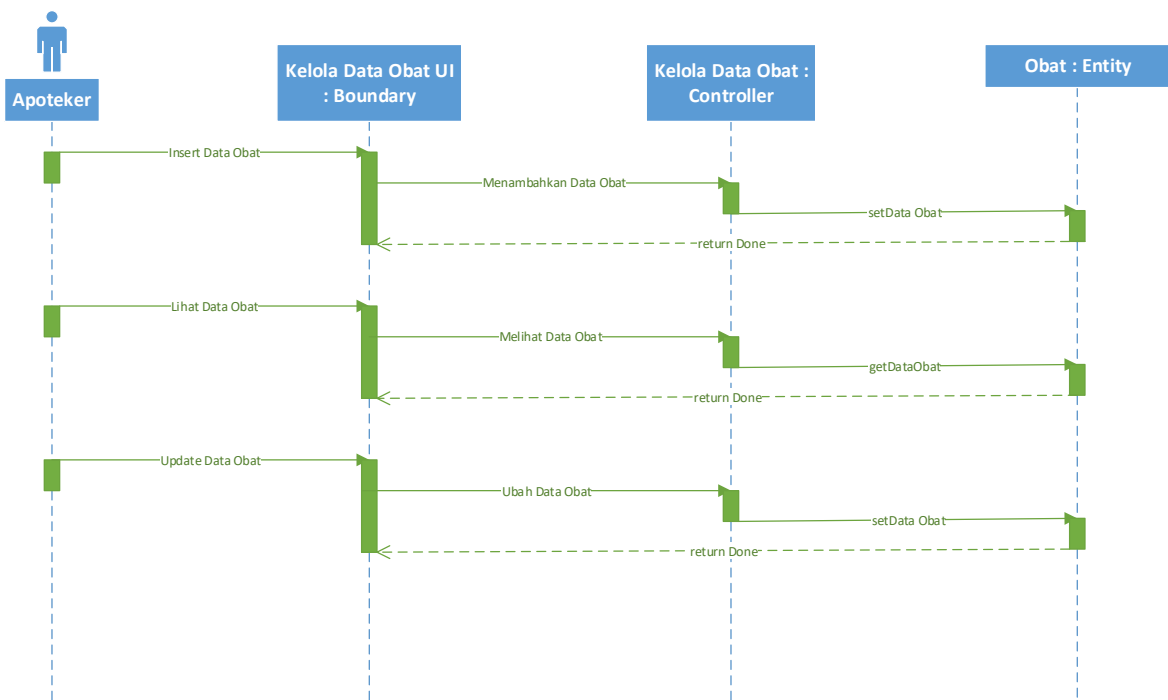 Apoteker
Kelola Data Obat UI
: Boundary
Kelola Data Obat :
Controller
Obat : Entity
Insert Data Obat
Menambahkan Data Obat
setData Obat
return Done
Lihat Data Obat
Melihat Data Obat
getDataObat
return Done
Update Data Obat
Ubah Data Obat
setData Obat
return Done